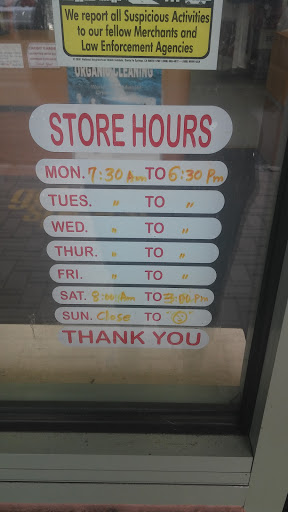 We report all Suspicious Activities
to our fellow Merchants and
Law Enforcement Agencies
ORGANIC CLEANING
STORE HOURS
MON. 7:30 Am TO 6:30 Pm
TUES. " TO "
WED. " TO "
THUR. " TO "
FRI. " TO "
SAT. 8:00 Am TO 3:00 Pm
SUN. Close TO
THANK YOU